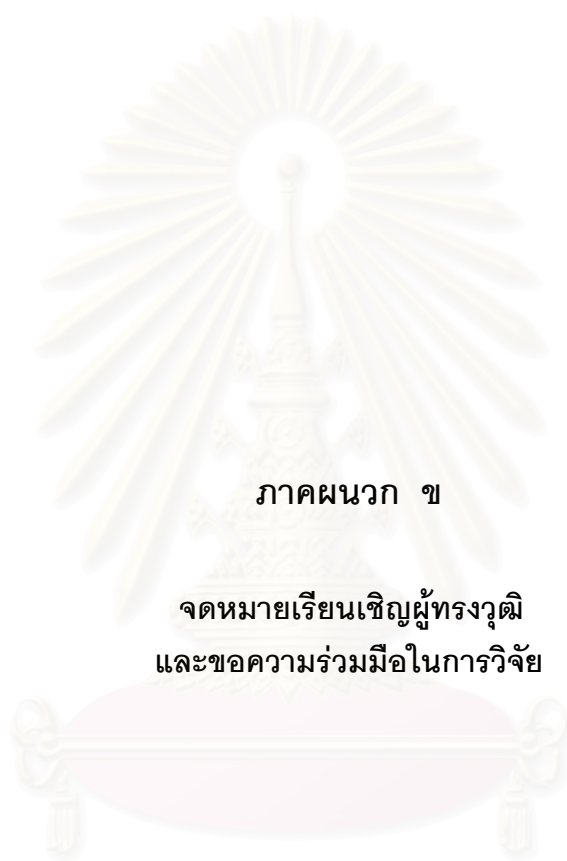 ภาคผนวก ข
จดหมายเรียนเชิญผู้ทรงวุฒิ
และขอความร่วมมือในการวิจัย